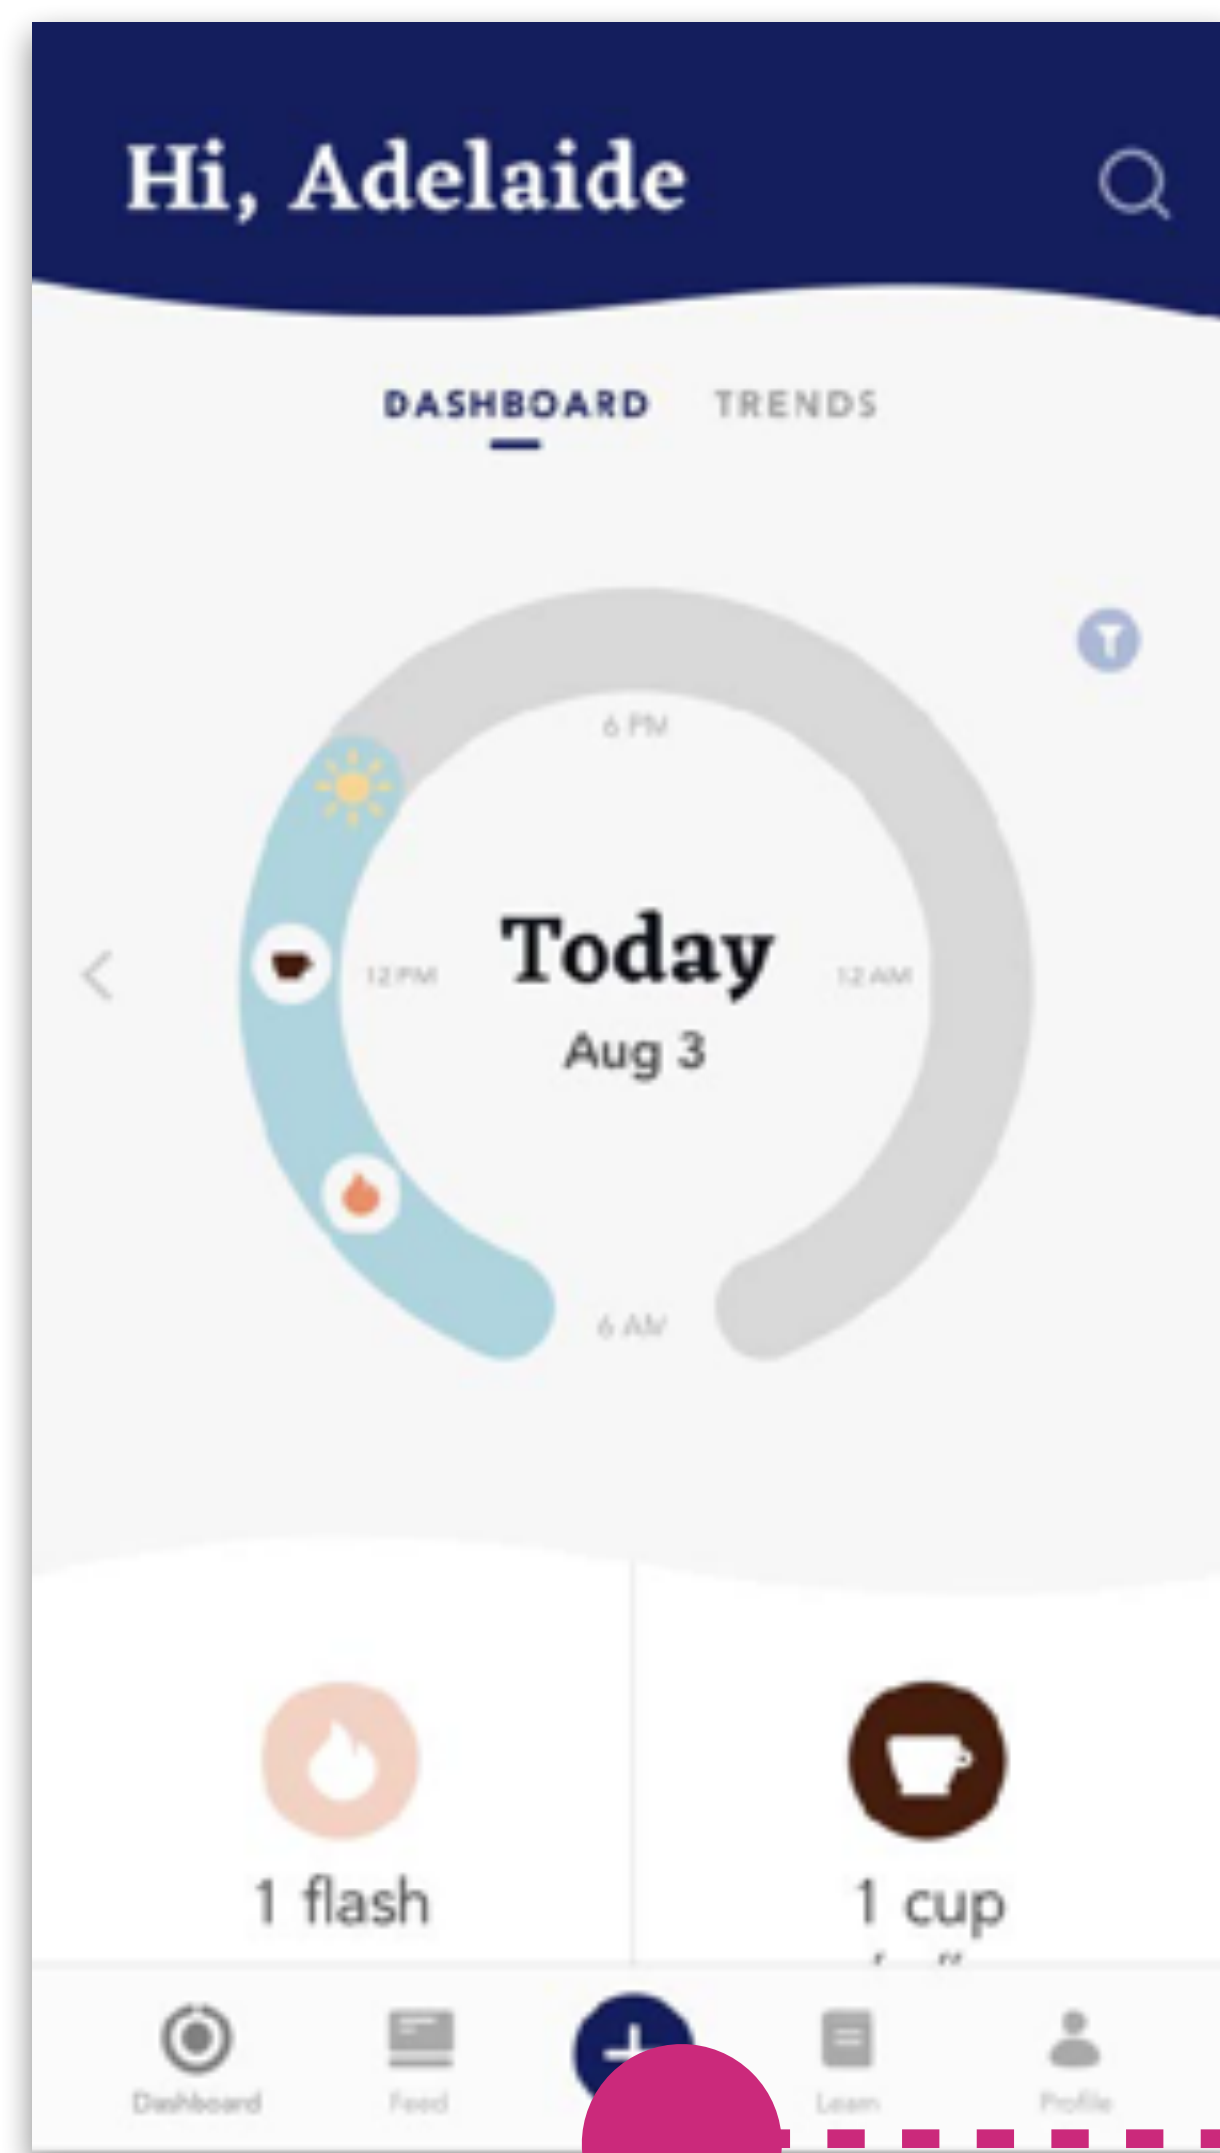 Hi, Adelaide
DASHBOARD TRENDS
6 PM
12 PM Today 12 AM
Aug 3
6 AM
1 flash 1 cup
Dashboard Feed Learn Profile